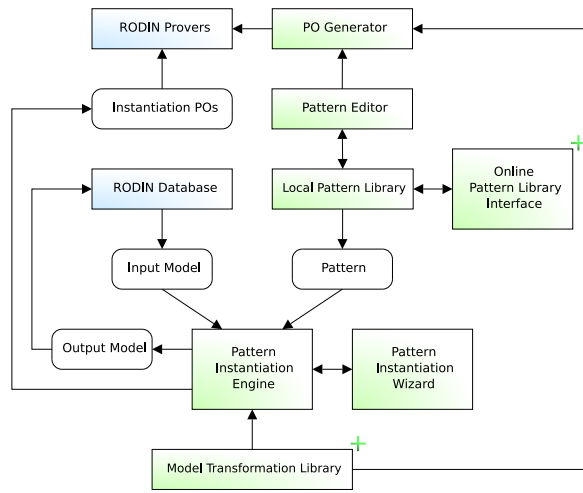 RODIN Provers
PO Generator
Instantiation POs
Pattern Editor
RODIN Database
Local Pattern Library
Online
Pattern Library
Interface
Input Model
Pattern
Output Model
Pattern
Instantiation
Engine
Pattern
Instantiation
Wizard
Model Transformation Library